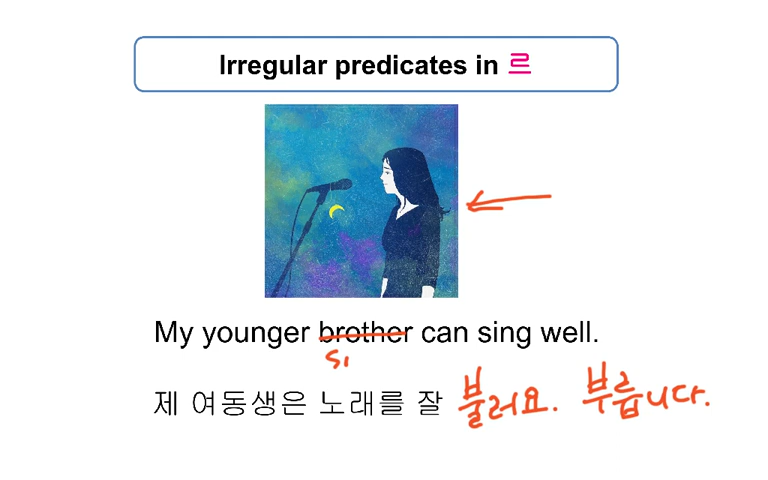 Irregular predicates in 르
My younger brother can sing well.
si
제 여동생은 노래를 잘 불러요. 부릅니다.